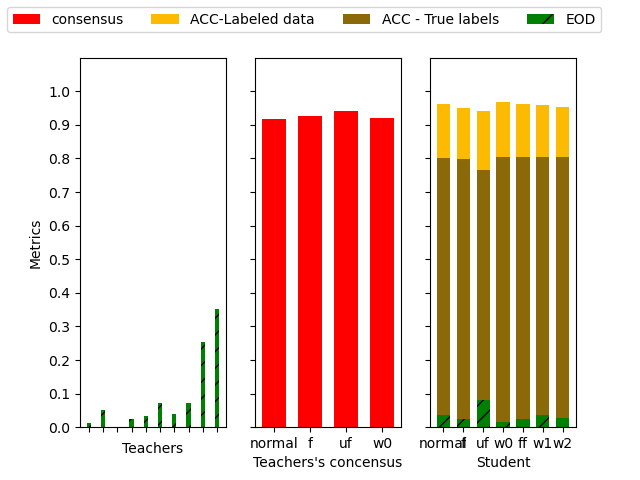 consensus ACC-Labeled data ACC - True labels EOD
Metrics
1.0
0.9
0.8
0.7
0.6
0.5
0.4
0.3
0.2
0.1
0.0
Teachers
normal f uf w0
Teachers's concensus
normal f uf w0 ff w1 w2
Student